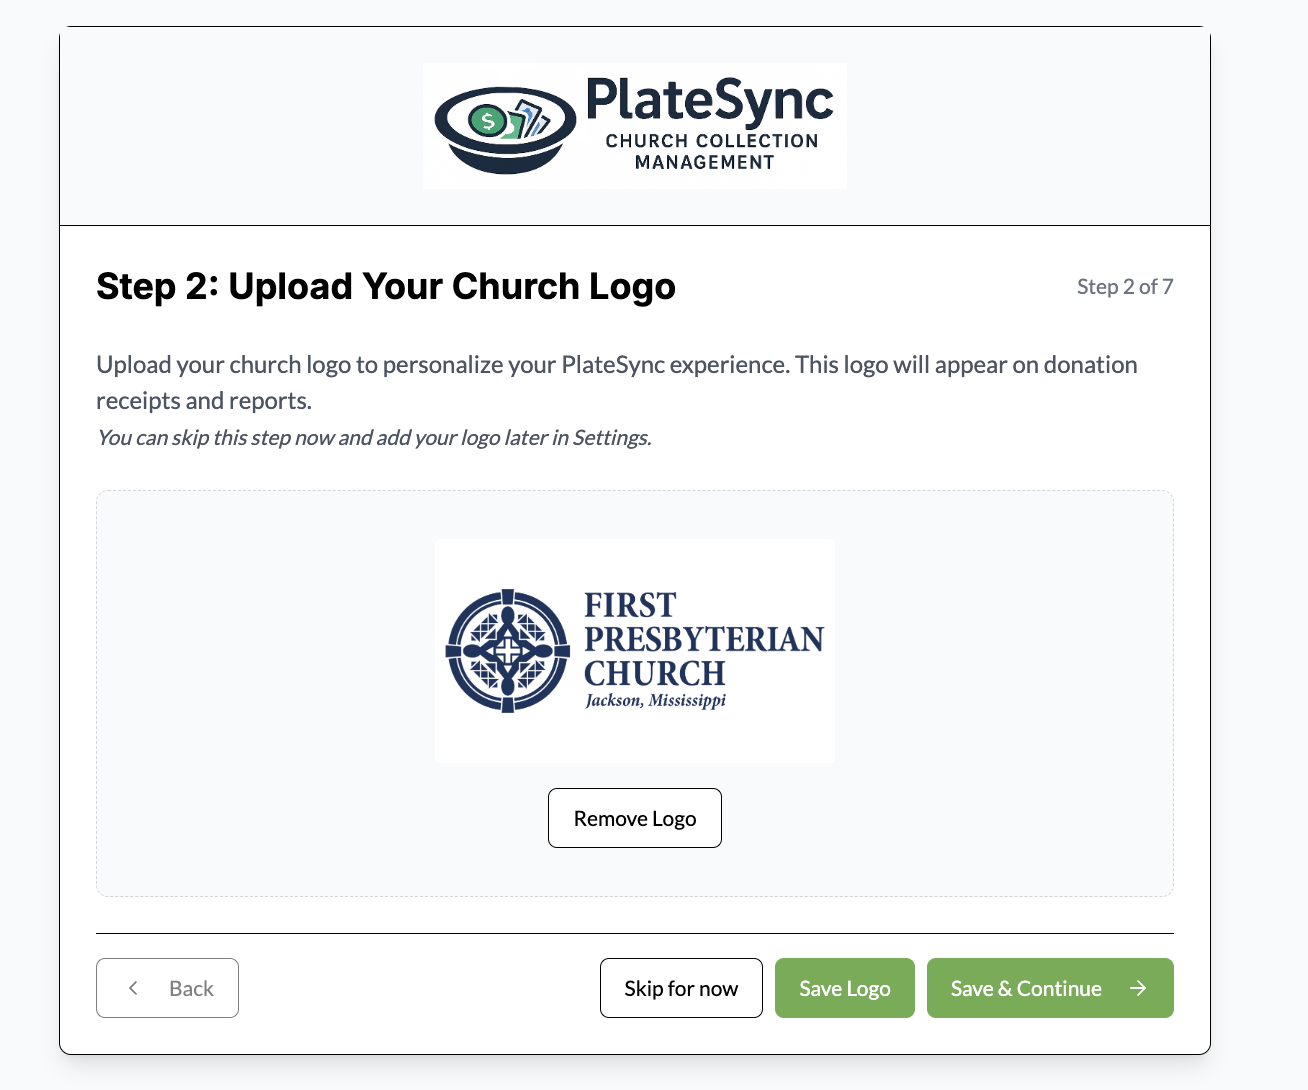 PlateSync
CHURCH COLLECTION
MANAGEMENT
Step 2: Upload Your Church Logo
Step 2 of 7
Upload your church logo to personalize your PlateSync experience. This logo will appear on donation
receipts and reports.
You can skip this step now and add your logo later in Settings.
FIRST
PRESBYTERIAN
CHURCH
Jackson, Mississippi
Remove Logo
Back
Skip for now
Save Logo
Save & Continue